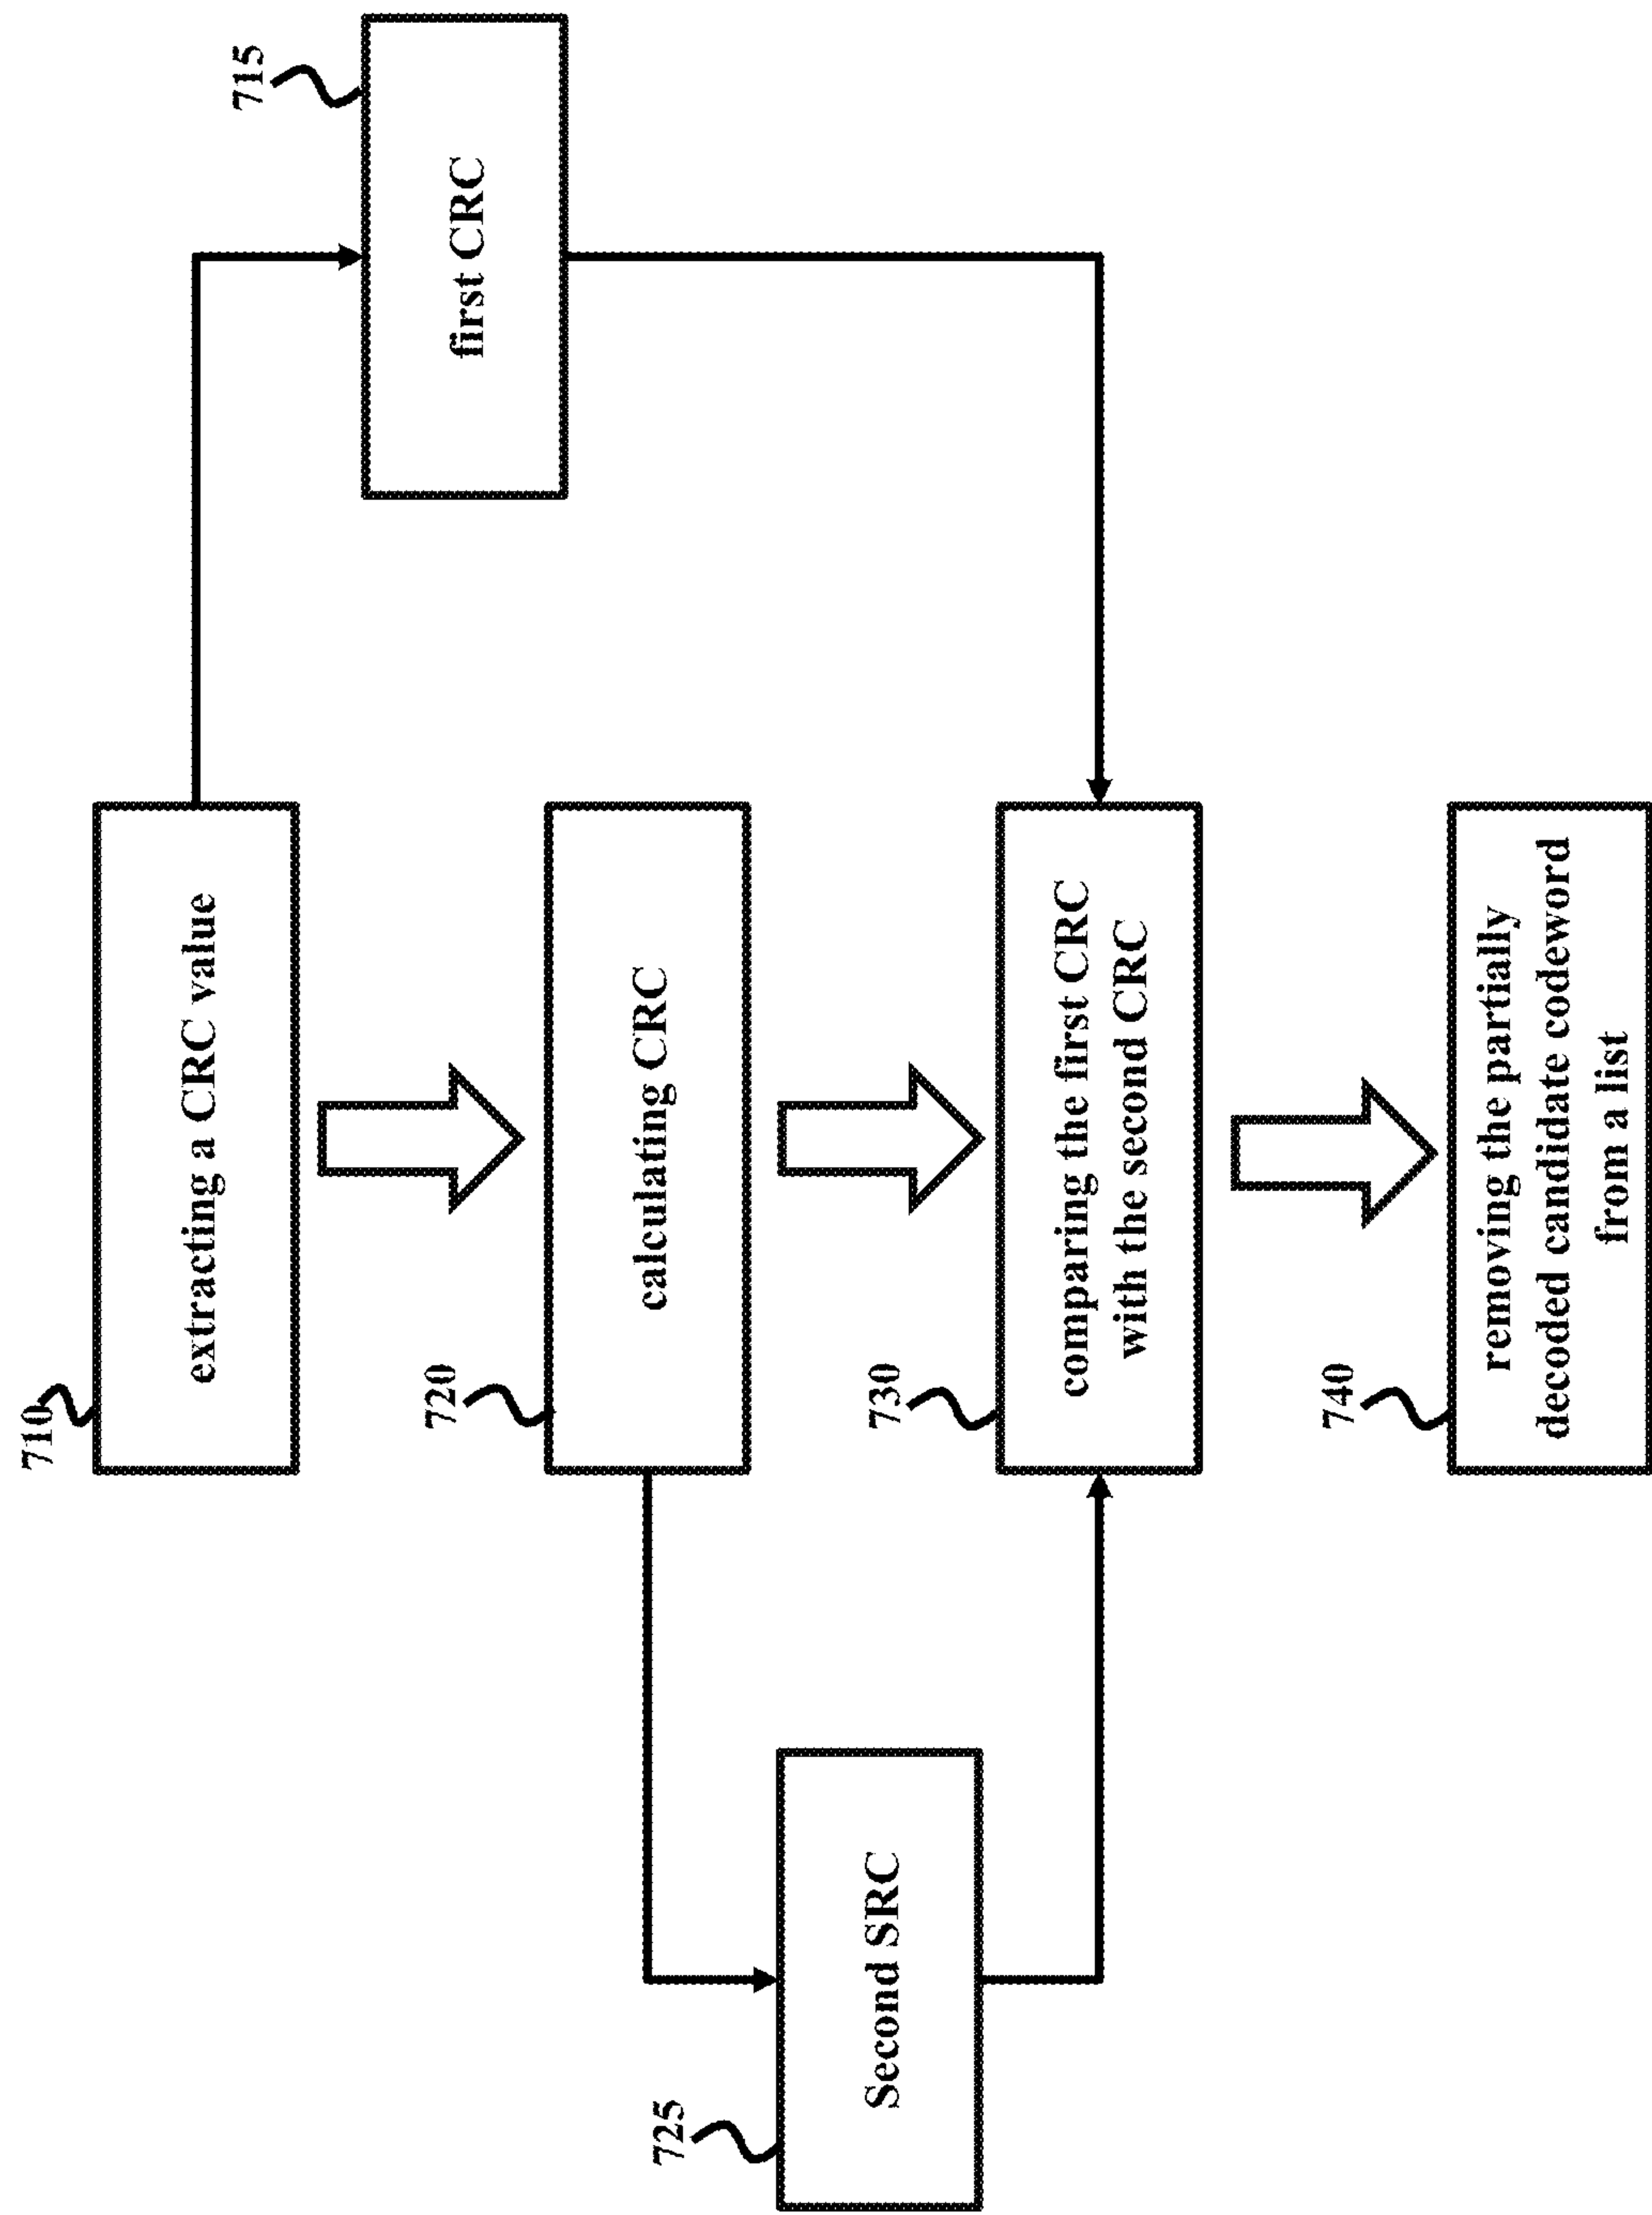 710
extracting a CRC value
715
first CRC
720
calculating CRC
725
Second SRC
730
comparing the first CRC
with the second CRC
740
removing the partially
decoded candidate codeword
from a list